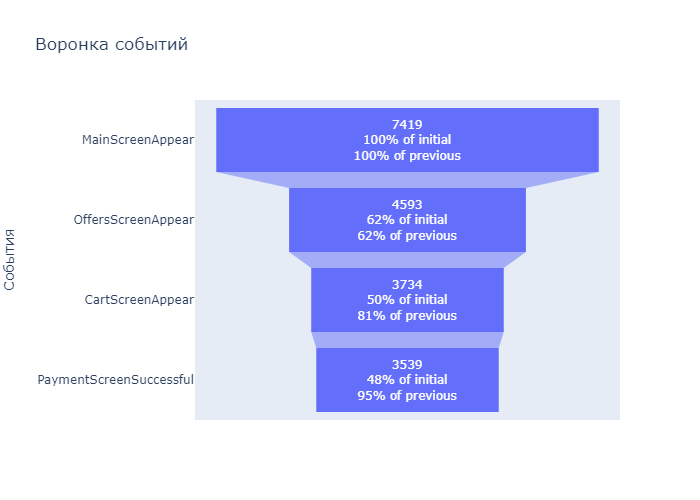 Воронка событий
События
MainScreenAppear
7419
100% of initial
100% of previous
OffersScreenAppear
4593
62% of initial
62% of previous
CartScreenAppear
3734
50% of initial
81% of previous
PaymentScreenSuccessful
3539
48% of initial
95% of previous